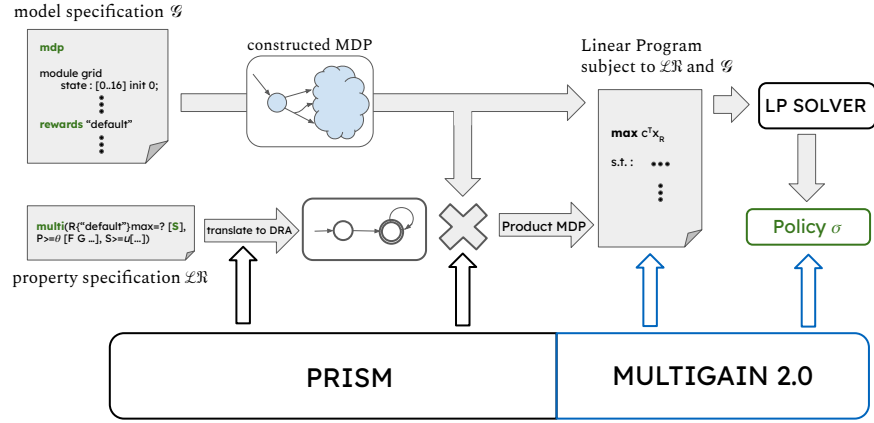 model specification 𝒢
mdp
module grid
state : [0..16] init 0;
rewards “default”
constructed MDP
Linear Program
subject to ℒℛ and 𝒢
max cᵀx_R
s.t. :
LP SOLVER
multi(R{“default”}max=? [S],
P>=θ [F G ...], S>=u[...])
translate to DRA
Product MDP
Policy σ
property specification ℒℛ
PRISM
MULTIGAIN 2.0